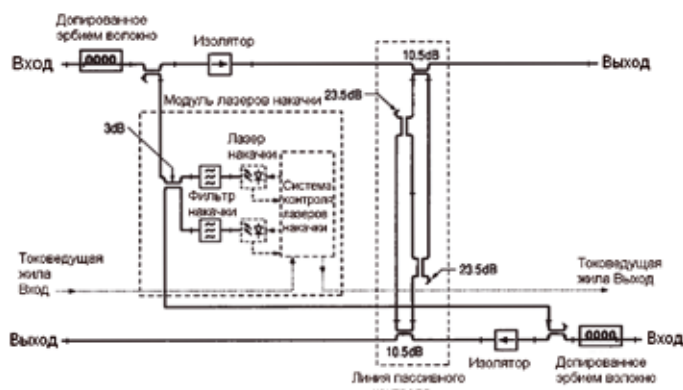 Допированное
эрбием волокно
Изолятор
10.5dB
Вход
Выход
23.5dB
Модуль лазеров накачки
3dB
Лазер
накачки
Фильтр
накачки
Система
контроля
лазеров
накачки
Токоведущая
жила
Вход
23.5dB
Токоведущая
жила Выход
Выход
10.5dB
Изолятор
Вход
Допированное
эрбием волокно
Линия пассивного